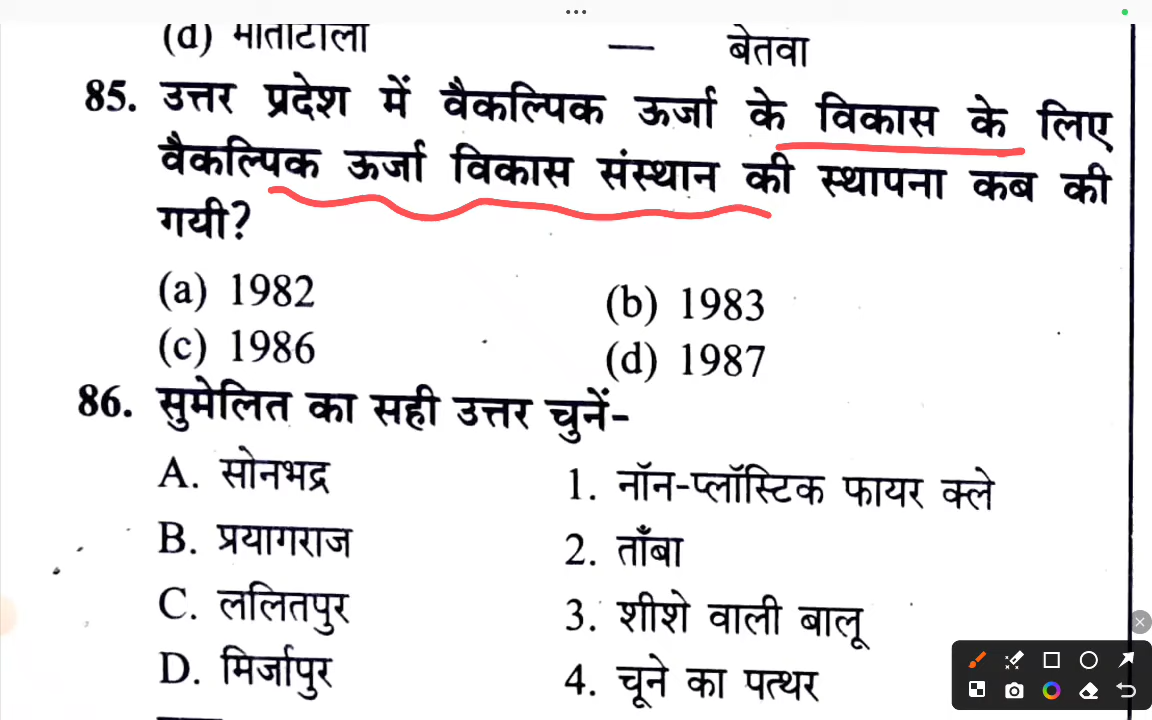 (d) माताटीला — बेतवा
85. उत्तर प्रदेश में वैकल्पिक ऊर्जा के विकास के लिए
वैकल्पिक ऊर्जा विकास संस्थान की स्थापना कब की
गयी?
(a) 1982 (b) 1983
(c) 1986 (d) 1987
86. सुमेलित का सही उत्तर चुनें-
A. सोनभद्र 1. नॉन-प्लॉस्टिक फायर क्ले
B. प्रयागराज 2. ताँबा
C. ललितपुर 3. शीशे वाली बालू
D. मिर्जापुर 4. चूने का पत्थर